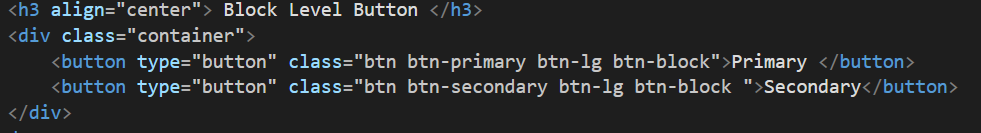 <h3 align="center"> Block Level Button </h3>
<div class="container">
    <button type="button" class="btn btn-primary btn-lg btn-block">Primary </button>
    <button type="button" class="btn btn-secondary btn-lg btn-block ">Secondary</button>
</div>